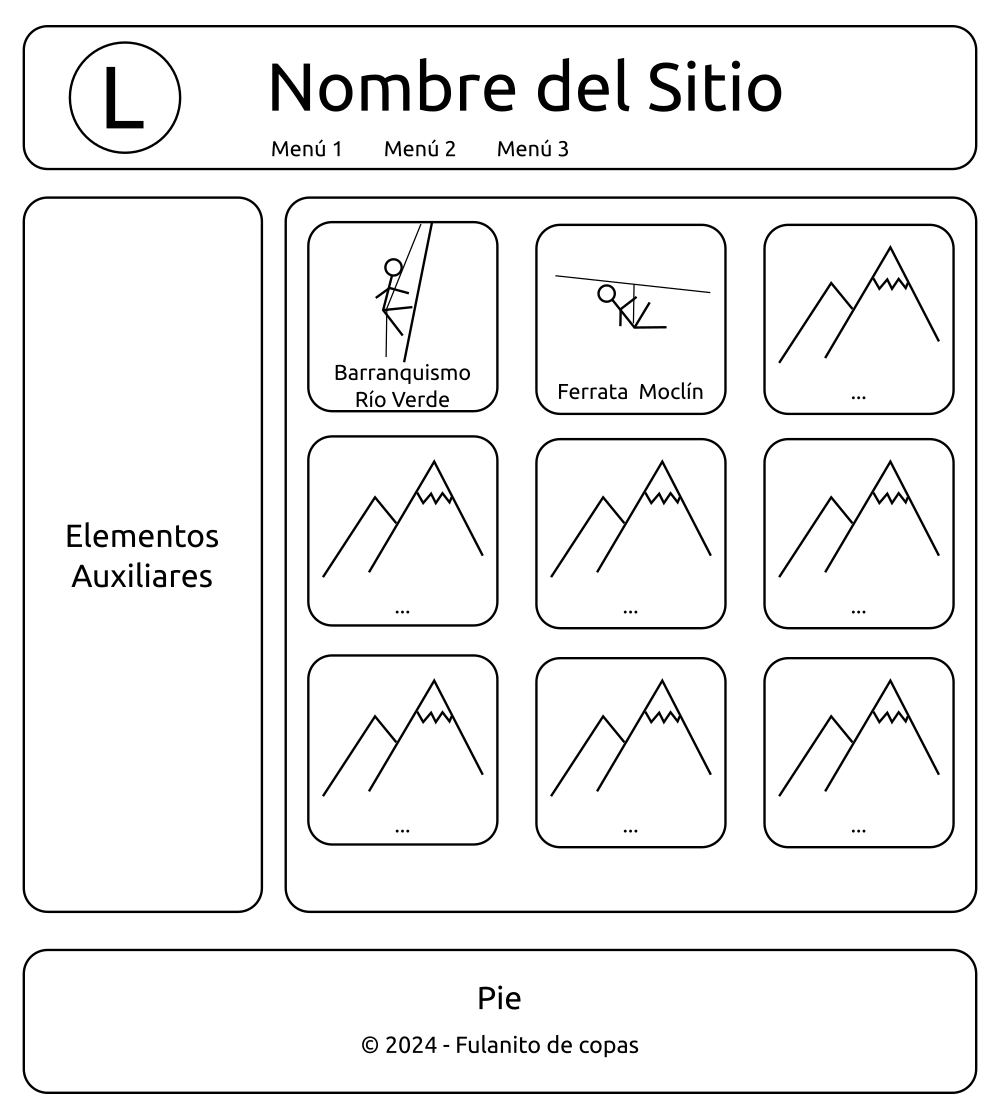 L
Nombre del Sitio
Menú 1 Menú 2 Menú 3
Elementos
Auxiliares
Barranquismo
Río Verde
Ferrata Moclín
...
...
...
...
...
...
...
Pie
© 2024 - Fulanito de copas